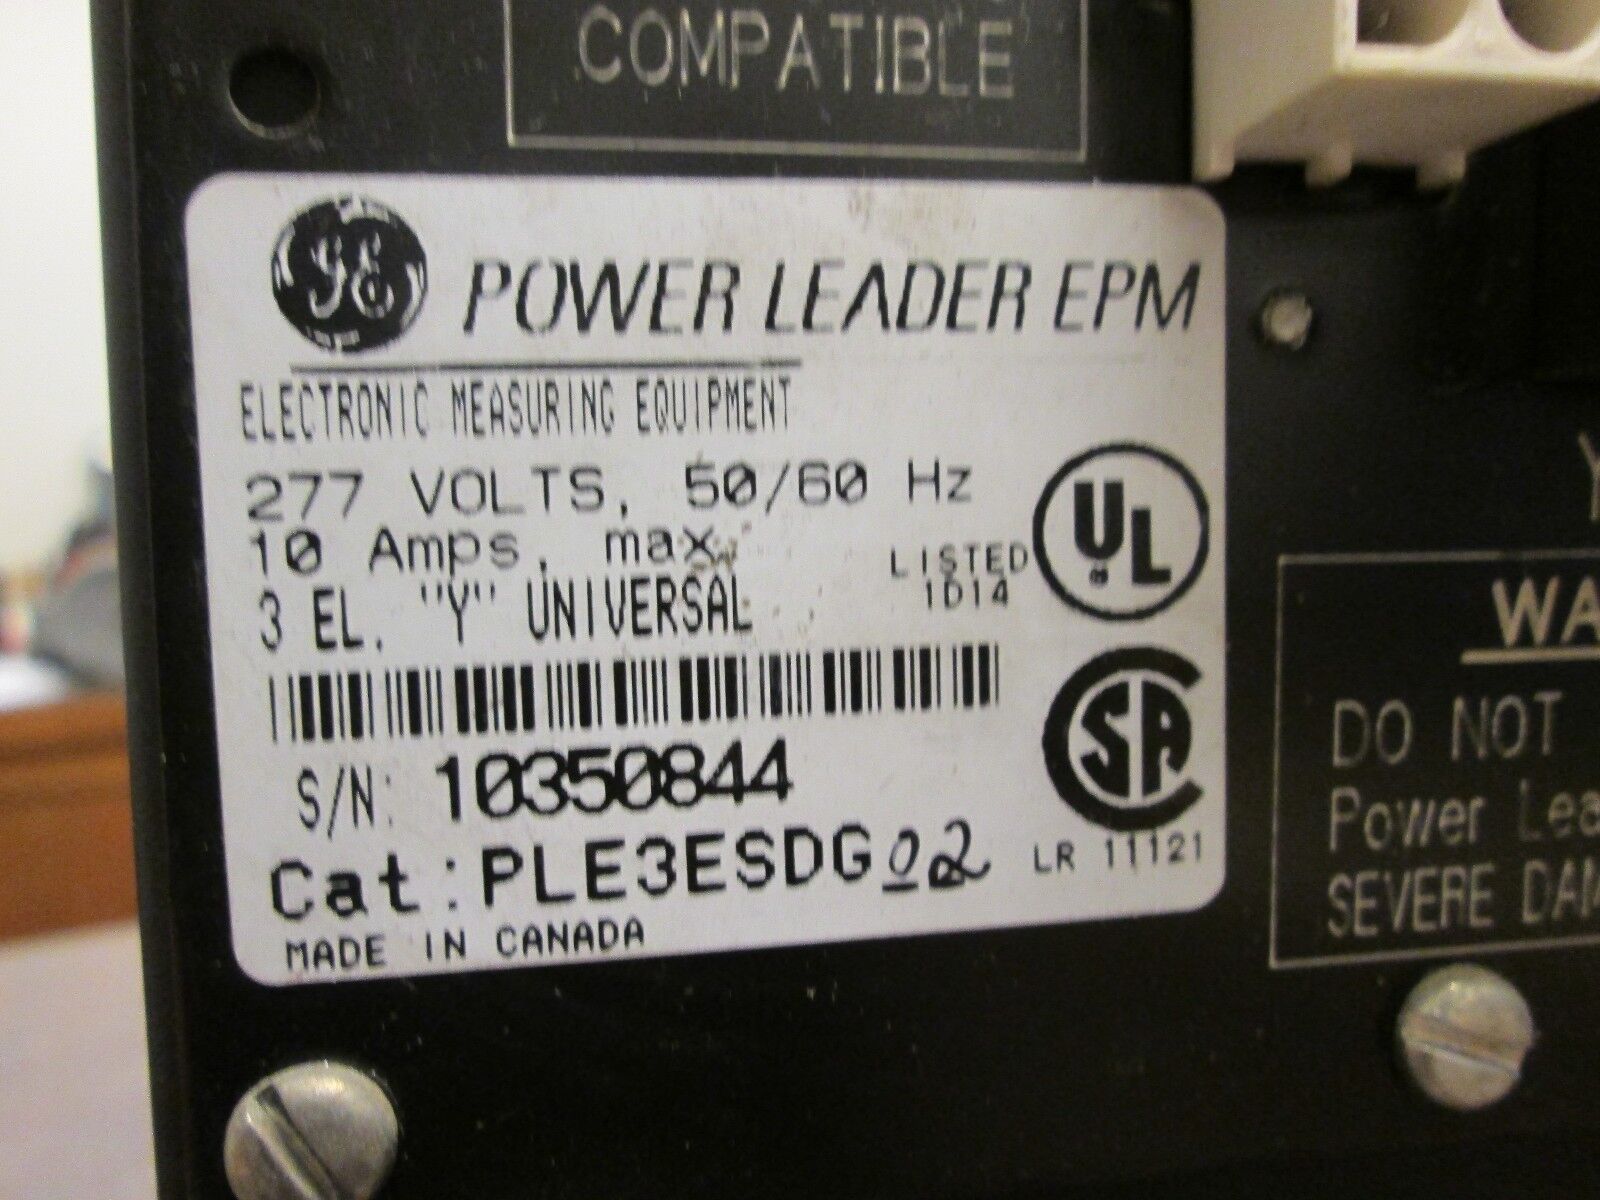 COMPATIBLE
GE POWER LEADER EPM
ELECTRONIC MEASURING EQUIPMENT
277 VOLTS, 50/60 Hz
10 Amps. max.
3 EL. "Y" UNIVERSAL
LISTED
1D14
UL
®
S/N: 10350844
Cat: PLE3ESDG02
MADE IN CANADA
CSA
LR 11121
Y
WA
DO NOT
Power Lea
SEVERE DAM